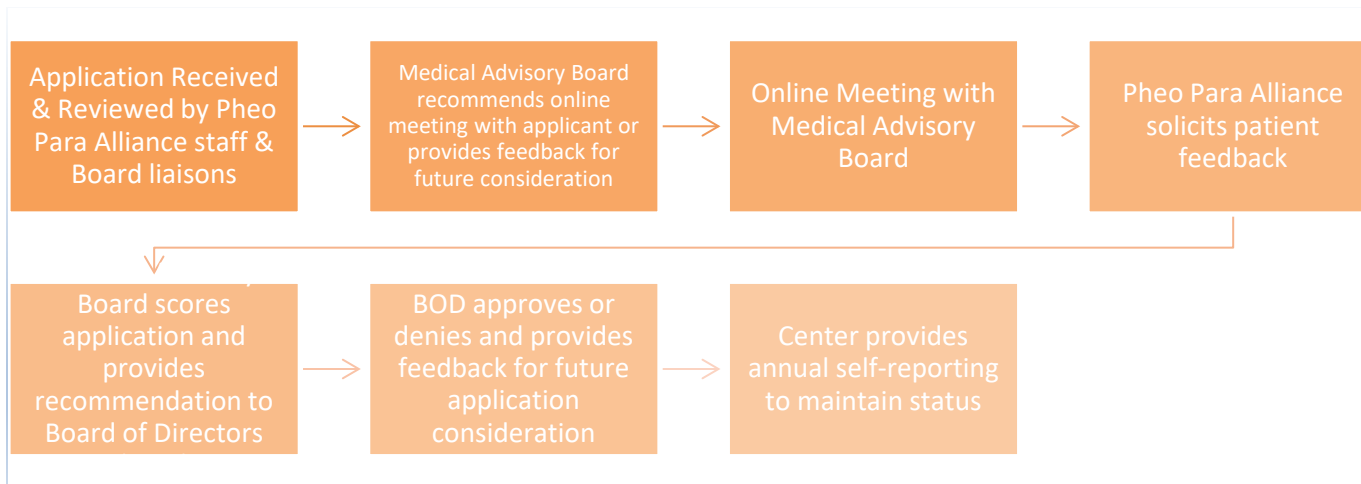 Application Received
& Reviewed by Pheo
Para Alliance staff &
Board liaisons
Medical Advisory Board
recommends online
meeting with applicant or
provides feedback for
future consideration
Online Meeting with
Medical Advisory
Board
Pheo Para Alliance
solicits patient
feedback
Board scores
application and
provides
recommendation to
Board of Directors
BOD approves or
denies and provides
feedback for future
application
consideration
Center provides
annual self-reporting
to maintain status